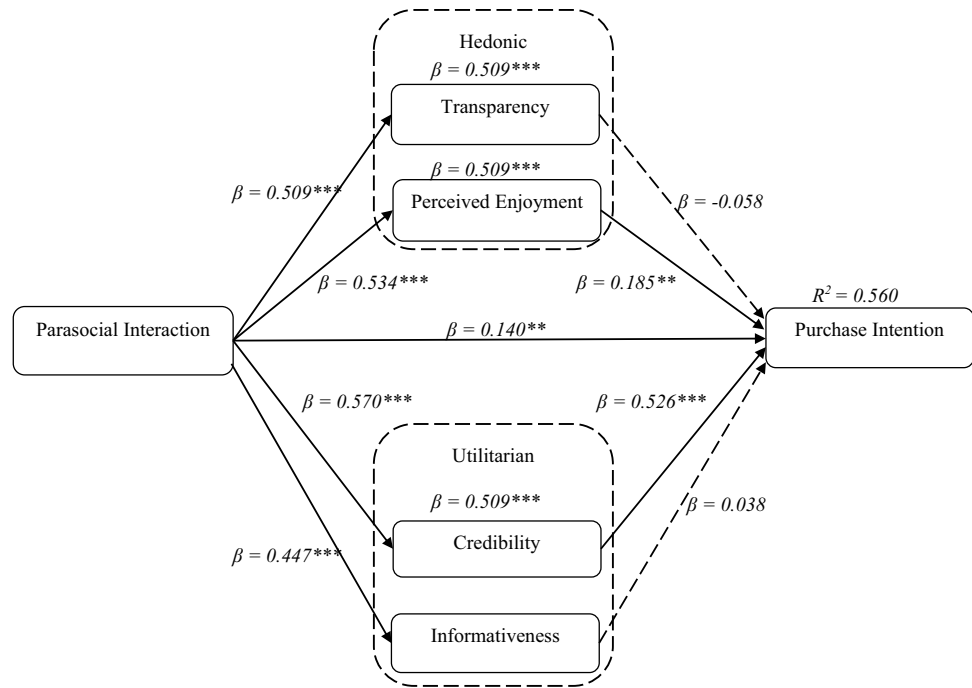 Hedonic
β = 0.509***
Transparency
β = 0.509***
β = 0.509***
Perceived Enjoyment
β = -0.058
β = 0.534***
β = 0.185**
R² = 0.560
Parasocial Interaction
β = 0.140**
Purchase Intention
β = 0.570***
β = 0.526***
Utilitarian
β = 0.509***
β = 0.038
Credibility
β = 0.447***
Informativeness